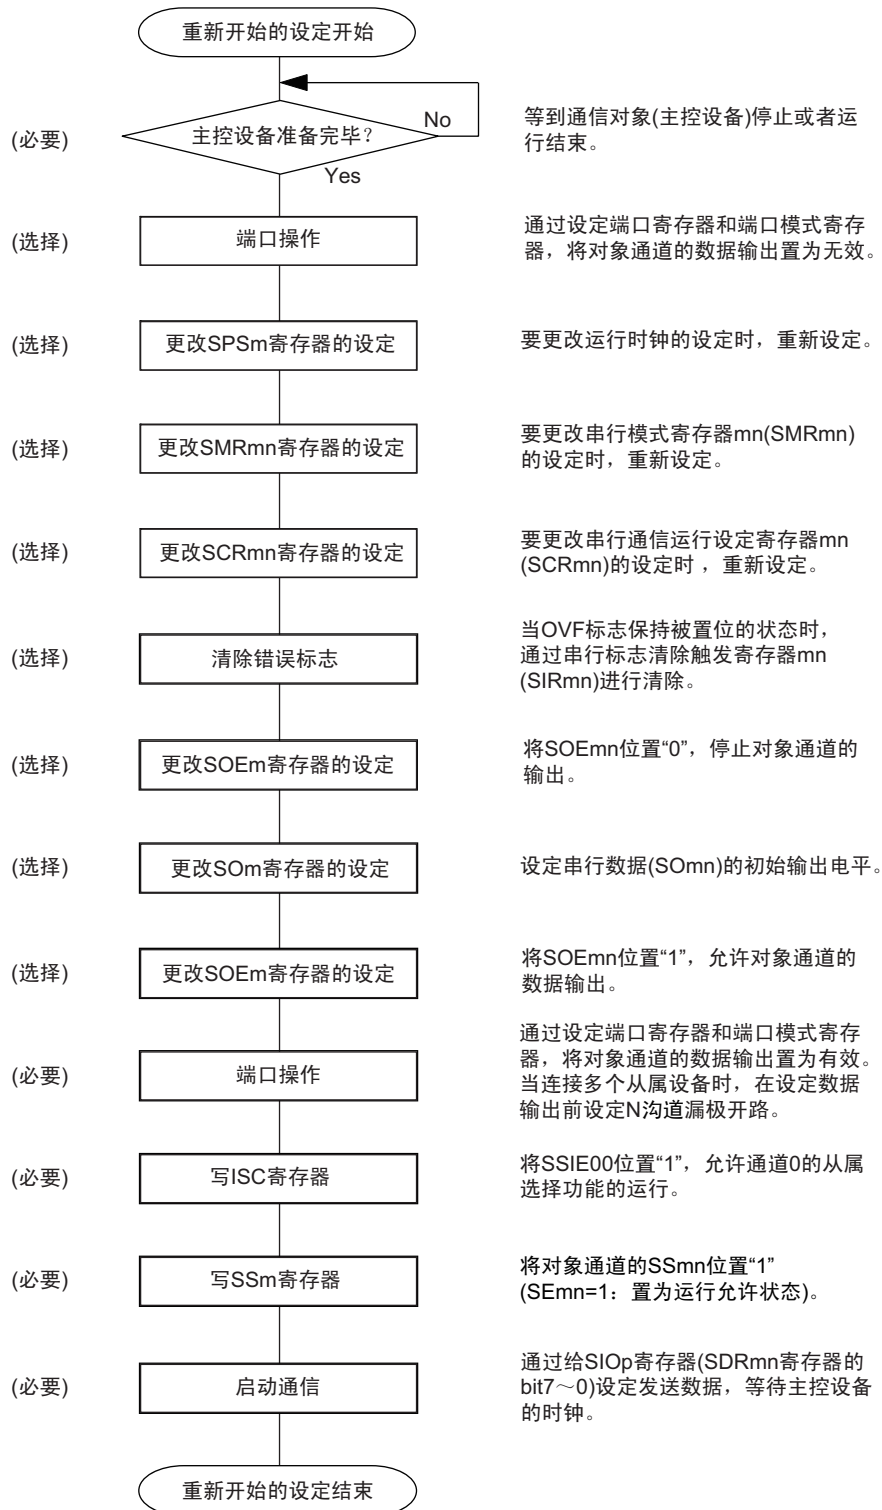 重新开始的设定开始
No
(必要)
主控设备准备完毕？
等到通信对象(主控设备)停止或者运
行结束。
Yes
(选择)
端口操作
通过设定端口寄存器和端口模式寄存
器，将对象通道的数据输出置为无效。
(选择)
更改SPSm寄存器的设定
要更改运行时钟的设定时，重新设定。
(选择)
更改SMRmn寄存器的设定
要更改串行模式寄存器mn(SMRmn)
的设定时，重新设定。
(选择)
更改SCRmn寄存器的设定
要更改串行通信运行设定寄存器mn
(SCRmn)的设定时 ，重新设定。
(选择)
清除错误标志
当OVF标志保持被置位的状态时，
通过串行标志清除触发寄存器mn
(SIRmn)进行清除。
(选择)
更改SOEm寄存器的设定
将SOEmn位置“0”，停止对象通道的
输出。
(选择)
更改SOm寄存器的设定
设定串行数据(SOmn)的初始输出电平。
(选择)
更改SOEm寄存器的设定
将SOEmn位置“1”，允许对象通道的
数据输出。
(必要)
端口操作
通过设定端口寄存器和端口模式寄存
器，将对象通道的数据输出置为有效。
当连接多个从属设备时，在设定数据
输出前设定N沟道漏极开路。
(必要)
写ISC寄存器
将SSIE00位置“1”，允许通道0的从属
选择功能的运行。
(必要)
写SSm寄存器
将对象通道的SSmn位置“1”
(SEmn=1：置为运行允许状态)。
(必要)
启动通信
通过给SIOp寄存器(SDRmn寄存器的
bit7～0)设定发送数据，等待主控设备
的时钟。
重新开始的设定结束